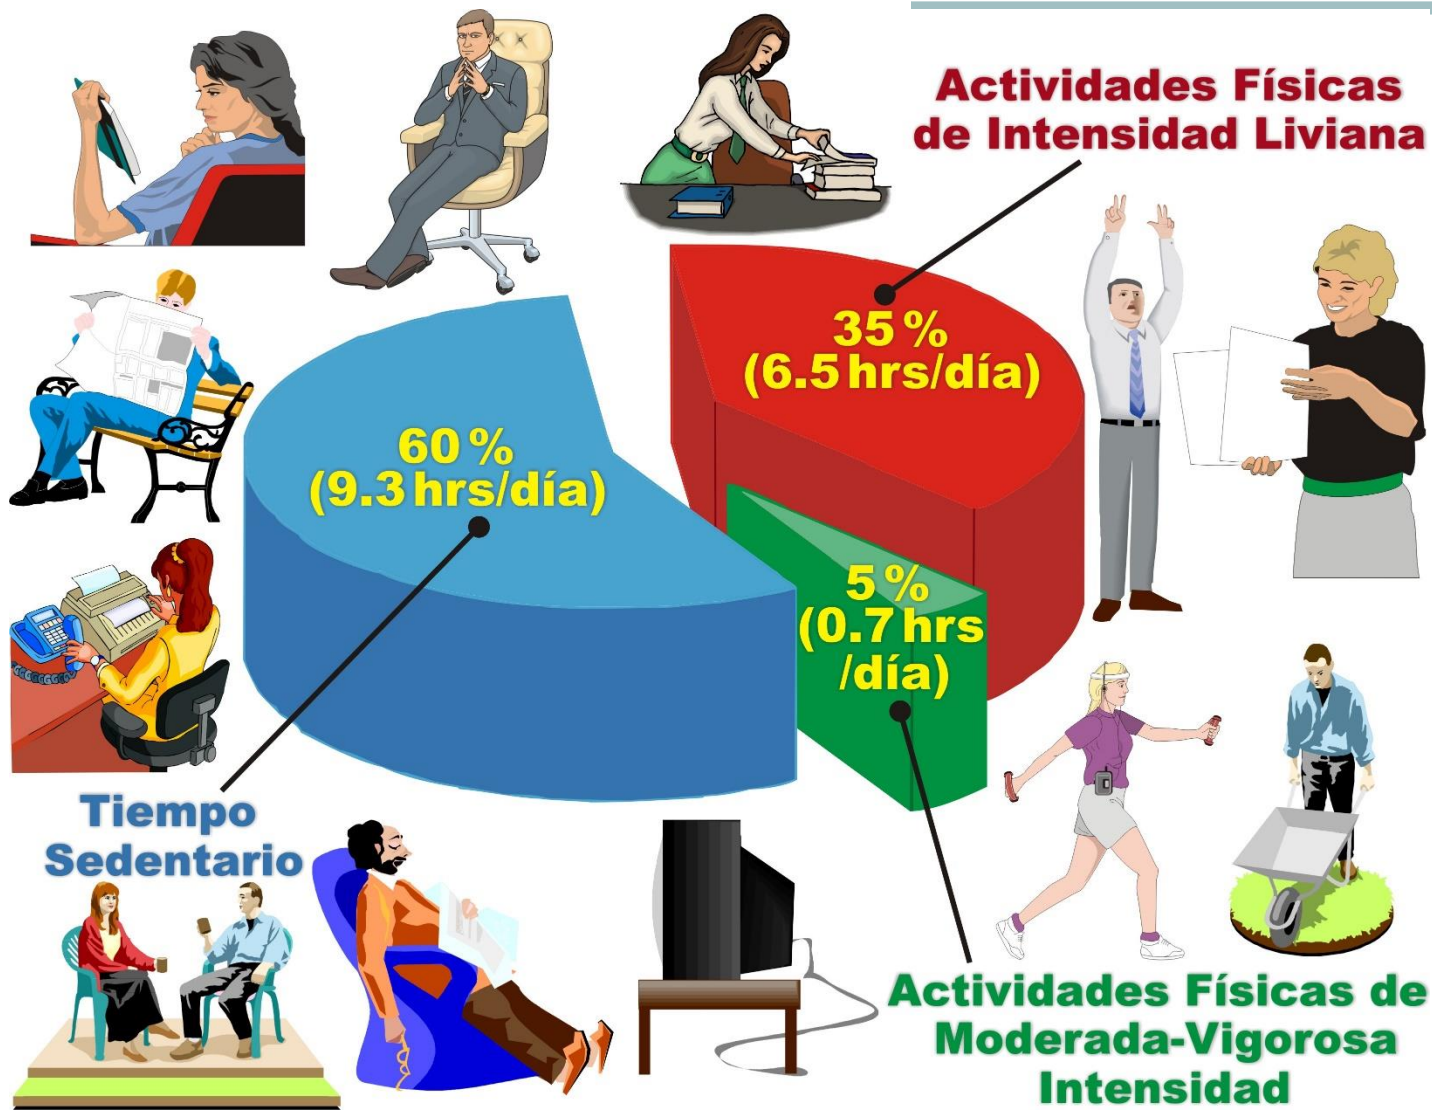 Actividades Físicas
de Intensidad Liviana
35 %
(6.5 hrs/día)
60 %
(9.3 hrs/día)
5 %
(0.7 hrs
/día)
Tiempo
Sedentario
Actividades Físicas de
Moderada-Vigorosa
Intensidad